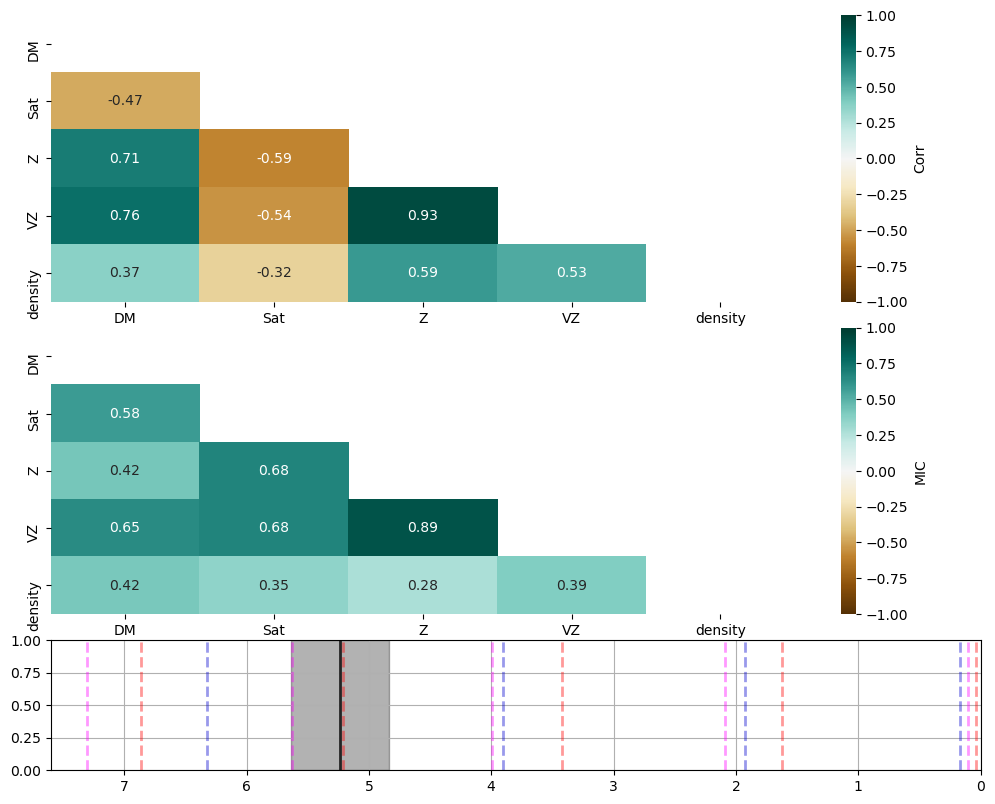 DM
Sat
Z
VZ
density
-0.47
0.71 -0.59
0.76 -0.54 0.93
0.37 -0.32 0.59 0.53
DM Sat Z VZ density
1.00
0.75
0.50
0.25
0.00
−0.25
−0.50
−0.75
−1.00
Corr
DM
Sat
Z
VZ
density
0.58
0.42 0.68
0.65 0.68 0.89
0.42 0.35 0.28 0.39
DM Sat Z VZ density
1.00
0.75
0.50
0.25
0.00
−0.25
−0.50
−0.75
−1.00
MIC
1.00
0.75
0.50
0.25
0.00
7 6 5 4 3 2 1 0